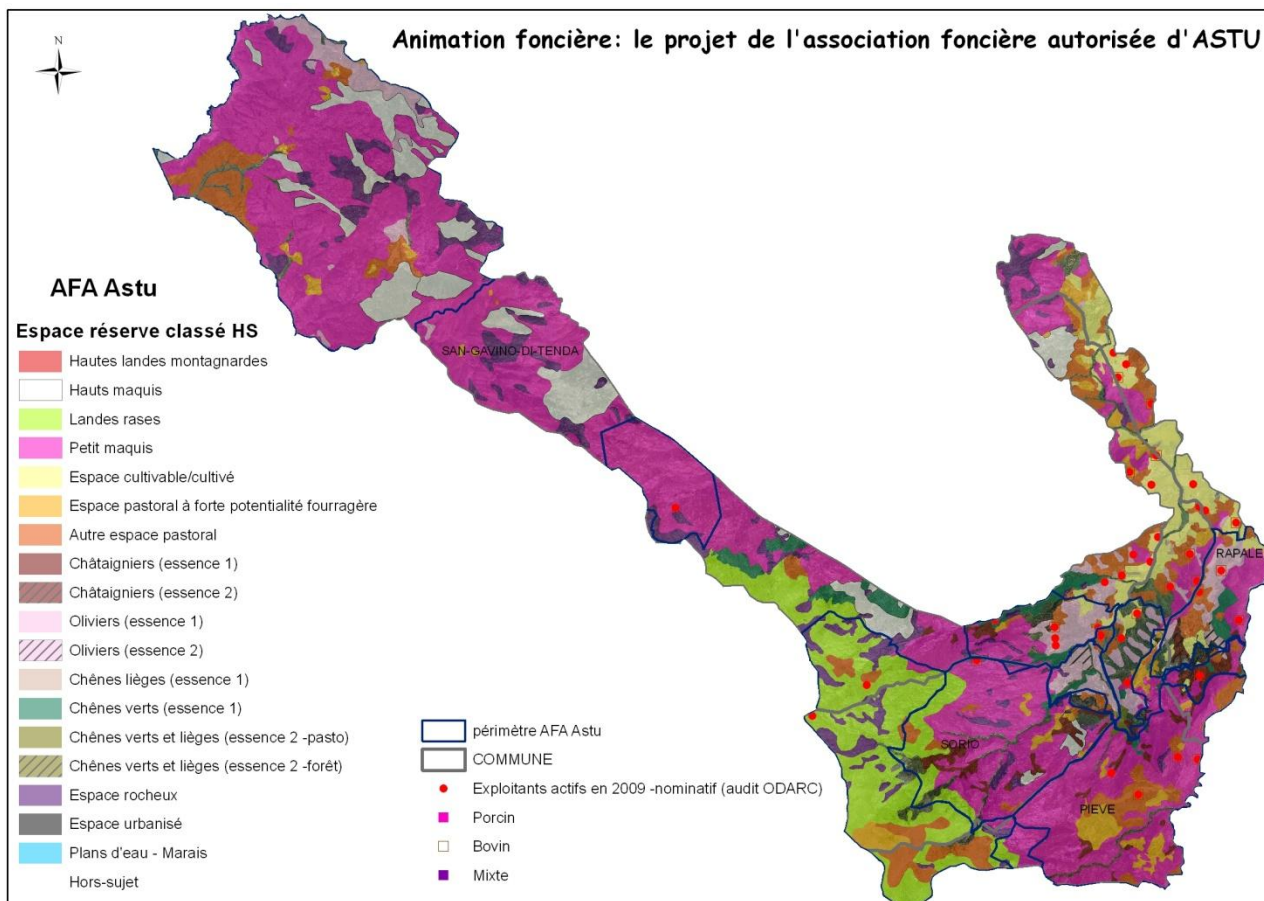 Animation foncière: le projet de l'association foncière autorisée d'ASTU
N
AFA Astu
Espace réserve classé HS
Hautes landes montagnardes
Hauts maquis
Landes rases
Petit maquis
Espace cultivable/cultivé
Espace pastoral à forte potentialité fourragère
Autre espace pastoral
Châtaigniers (essence 1)
Châtaigniers (essence 2)
Oliviers (essence 1)
Oliviers (essence 2)
Chênes lièges (essence 1)
Chênes verts (essence 1)
Chênes verts et lièges (essence 2 -pasto)
Chênes verts et lièges (essence 2 -forêt)
Espace rocheux
Espace urbanisé
Plans d'eau - Marais
Hors-sujet
périmètre AFA Astu
COMMUNE
Exploitants actifs en 2009 -nominatif (audit ODARC)
Porcin
Bovin
Mixte
SAN-GAVINO-DI-TENDA
RAPALE
SORIO
PIEVE